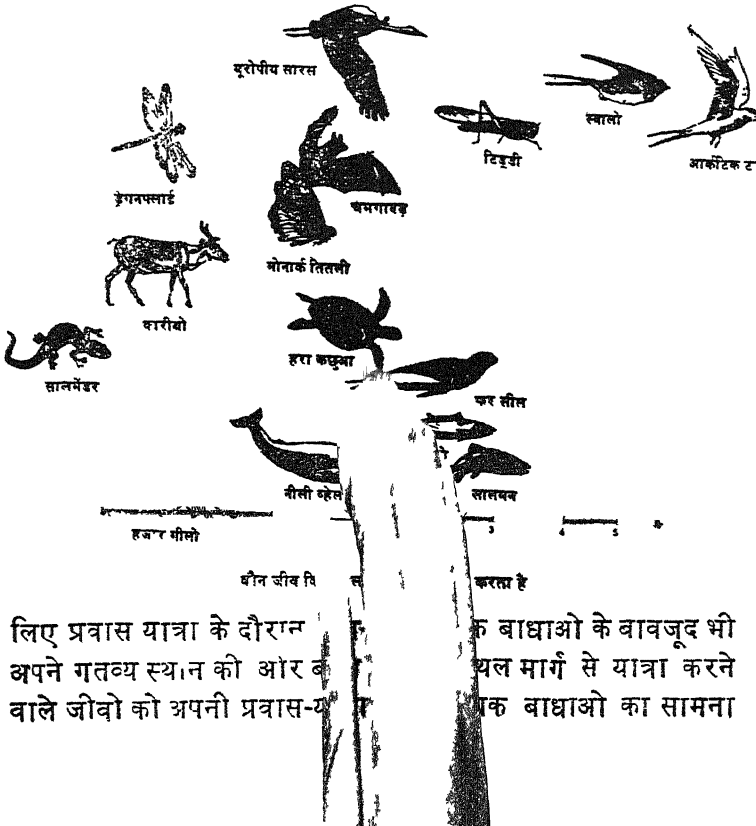 यूरोपीय सारस
स्वालो
टिड्डी
आर्कटिक ट
ड्रेगनफ्लाई
चमगादड़
मोनार्क तितली
कारीबो
हरा कछुआ
सालमेंडर
फर सील
नीली व्हेल
सालमन
हजार मीलो
3 4 5
कौन जीव करता है
लिए प्रवास यात्रा के दौरान बाधाओ के बावजूद भी
अपने गतव्य स्थान की ओर थल मार्ग से यात्रा करने
वाले जीवो को अपनी बाधाओ का सामना